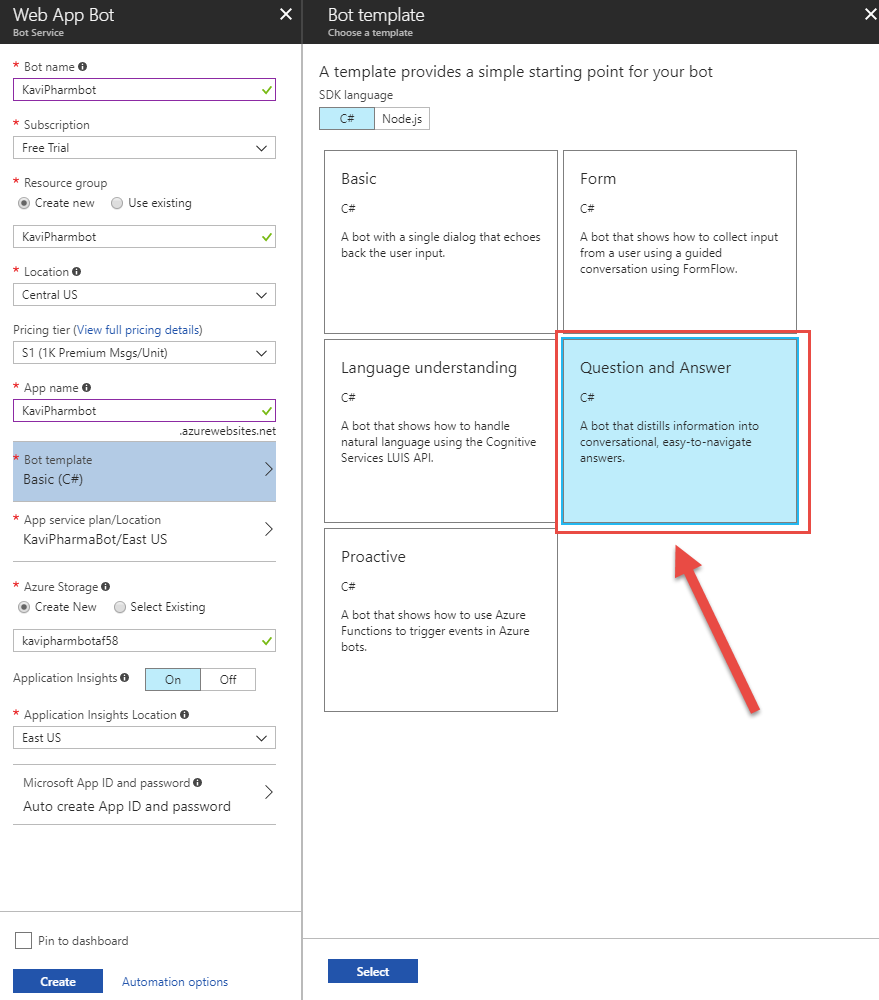 Web App Bot
Bot Service
* Bot name
KaviPharmbot
* Subscription
Free Trial
* Resource group
Create new Use existing
KaviPharmbot
* Location
Central US
Pricing tier (View full pricing details)
S1 (1K Premium Msgs/Unit)
* App name
KaviPharmbot
.azurewebsites.net
* Bot template
Basic (C#)
* App service plan/Location
KaviPharmaBot/East US
* Azure Storage
Create New Select Existing
kavipharmbotaf58
Application Insights On Off
* Application Insights Location
East US
Microsoft App ID and password
Auto create App ID and password
Pin to dashboard
Create Automation options
Bot template
Choose a template
A template provides a simple starting point for your bot
SDK language
C# Node.js
Basic
C#
A bot with a single dialog that echoes
back the user input.
Form
C#
A bot that shows how to collect input
from a user using a guided
conversation using FormFlow.
Language understanding
C#
A bot that shows how to handle
natural language using the Cognitive
Services LUIS API.
Question and Answer
C#
A bot that distills information into
conversational, easy-to-navigate
answers.
Proactive
C#
A bot that shows how to use Azure
Functions to trigger events in Azure
bots.
Select